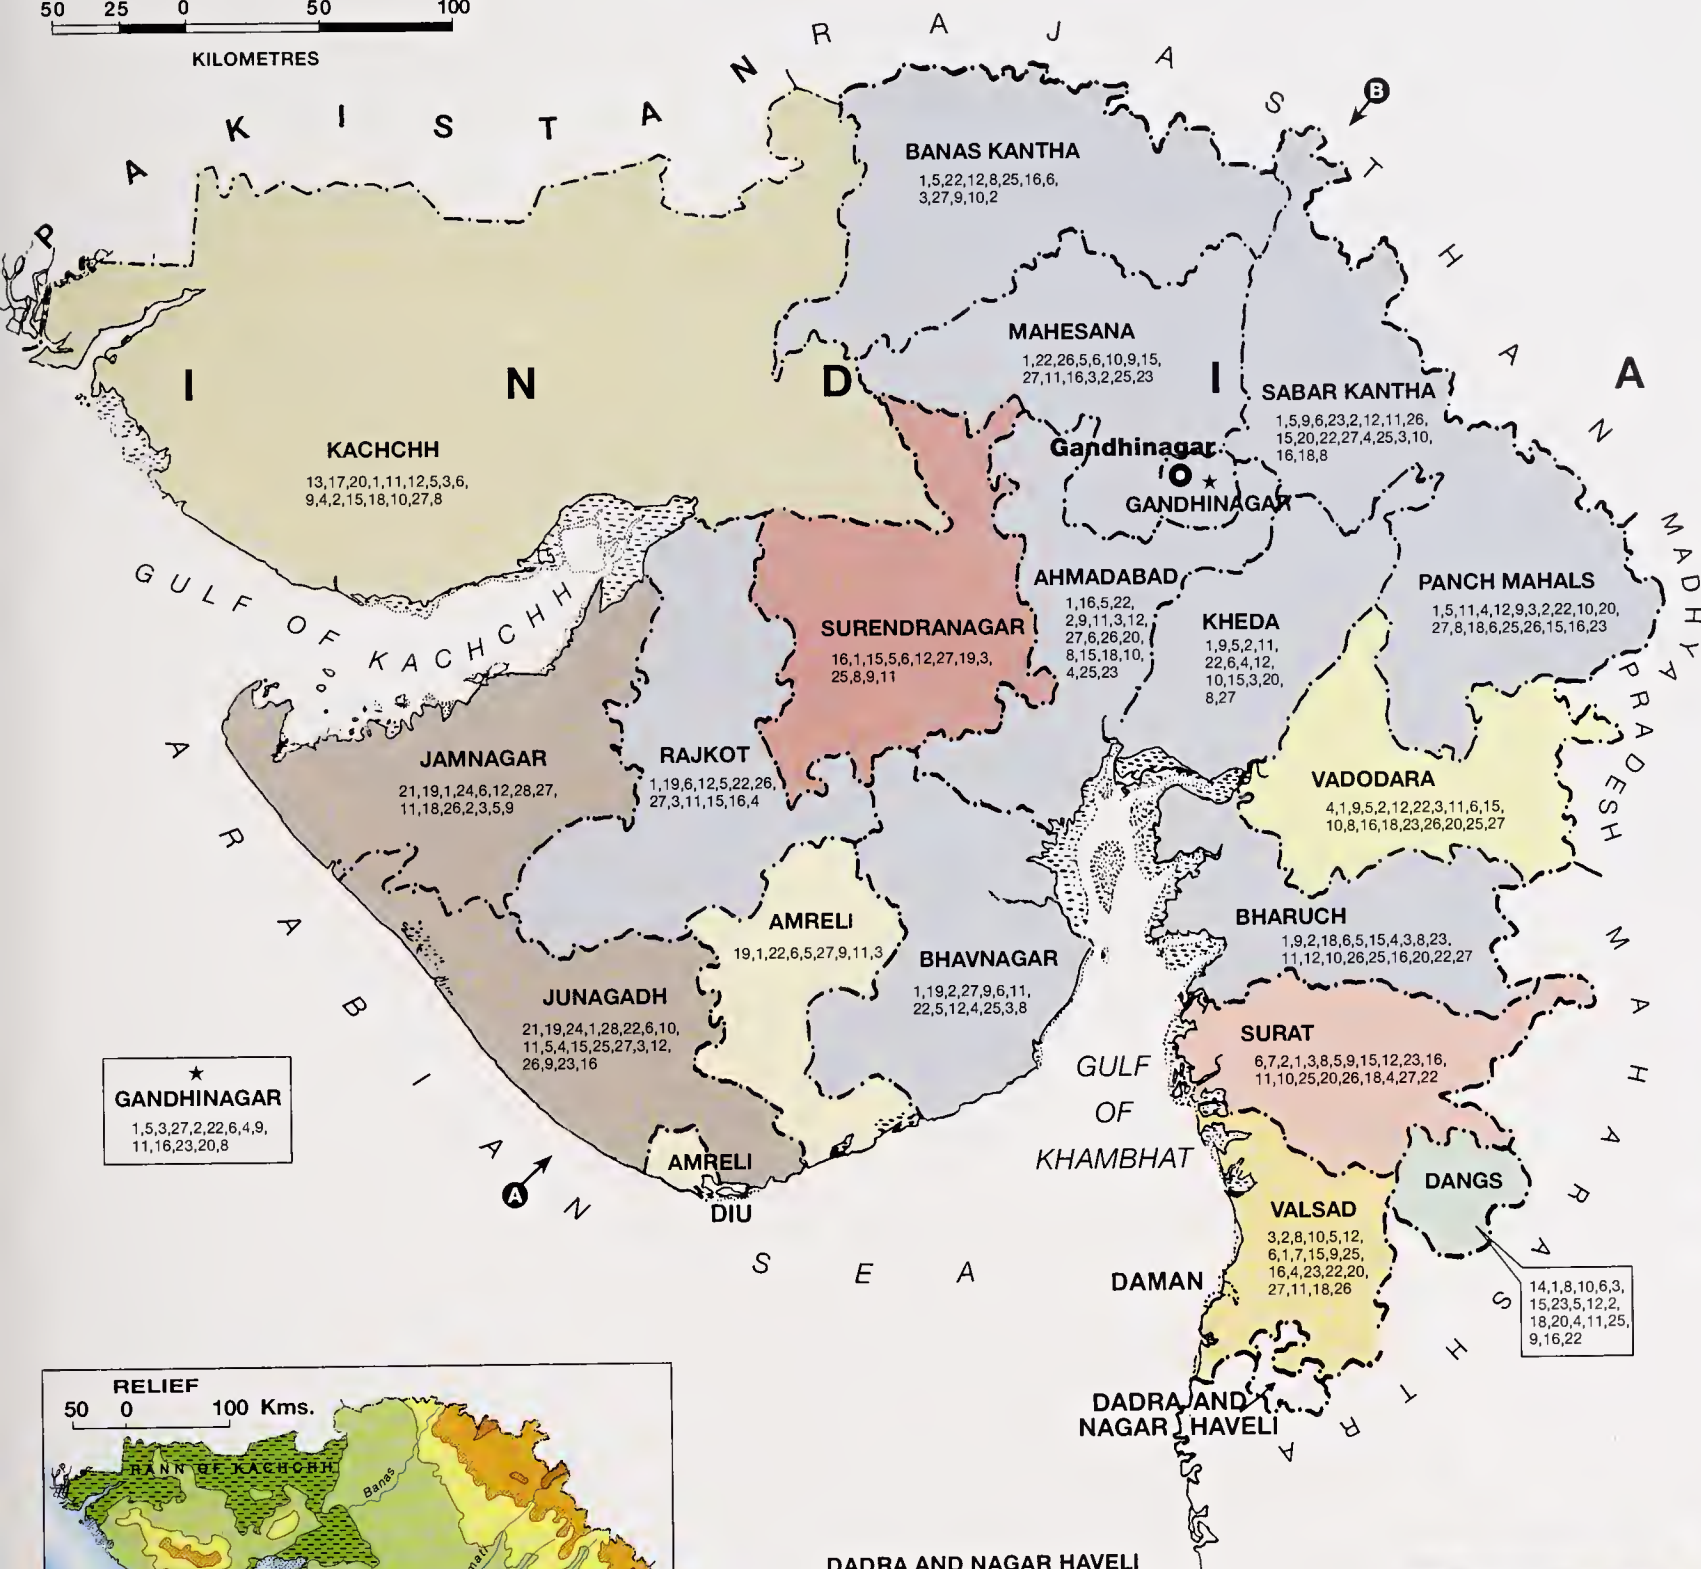 50 25 0 50 100
KILOMETRES
PAKISTAN
RAJASTHAN
B
BANAS KANTHA
1,5,22,12,8,25,16,6,
3,27,9,10,2
MAHESANA
1,22,26,5,6,10,9,15,
27,11,16,3,2,25,23
INDIA
SABAR KANTHA
1,5,9,6,23,2,12,11,26,
15,20,22,27,4,25,3,10,
16,18,8
KACHCHH
13,17,20,1,11,12,5,3,6,
9,4,2,15,18,10,27,8
Gandhinagar
GANDHINAGAR
GULF OF KACHCHH
MADHYA PRADESH
AHMADABAD
1,16,5,22,
2,9,11,3,12,
27,6,26,20,
8,15,18,10,
4,25,23
PANCH MAHALS
1,5,11,4,12,9,3,2,22,10,20,
27,8,18,6,25,26,15,16,23
KHEDA
1,9,5,2,11,
22,6,4,12,
10,15,3,20,
8,27
SURENDRANAGAR
16,1,15,5,6,12,27,19,3,
25,8,9,11
JAMNAGAR
21,19,1,24,6,12,28,27,
11,18,26,2,3,5,9
RAJKOT
1,19,6,12,5,22,26,
27,3,11,15,16,4
VADODARA
4,1,9,5,2,12,22,3,11,6,15,
10,8,16,18,23,26,20,25,27
ARABIAN SEA
AMRELI
19,1,22,6,5,27,9,11,3
BHAVNAGAR
1,19,2,27,9,6,11,
22,5,12,4,25,3,8
BHARUCH
1,9,2,18,6,5,15,4,3,8,23,
11,12,10,26,25,16,20,22,27
MAHARASHTRA
JUNAGADH
21,19,24,1,28,22,6,10,
11,5,4,15,25,27,3,12,
26,9,23,16
SURAT
6,7,2,1,3,8,5,9,15,12,23,16,
11,10,25,20,26,18,4,27,22
GULF
OF
KHAMBHAT
GANDHINAGAR
1,5,3,27,2,22,6,4,9,
11,16,23,20,8
AMRELI
A
DIU
DANGS
14,1,8,10,6,3,
15,23,5,12,2,
18,20,4,11,25,
9,16,22
VALSAD
3,2,8,10,5,12,
6,1,7,15,9,25,
16,4,23,22,20,
27,11,18,26
DAMAN
DADRA AND
NAGAR HAVELI
RELIEF
50 0 100 Kms.
RANN OF KACHCHH
Banas
DADRA AND NAGAR HAVELI